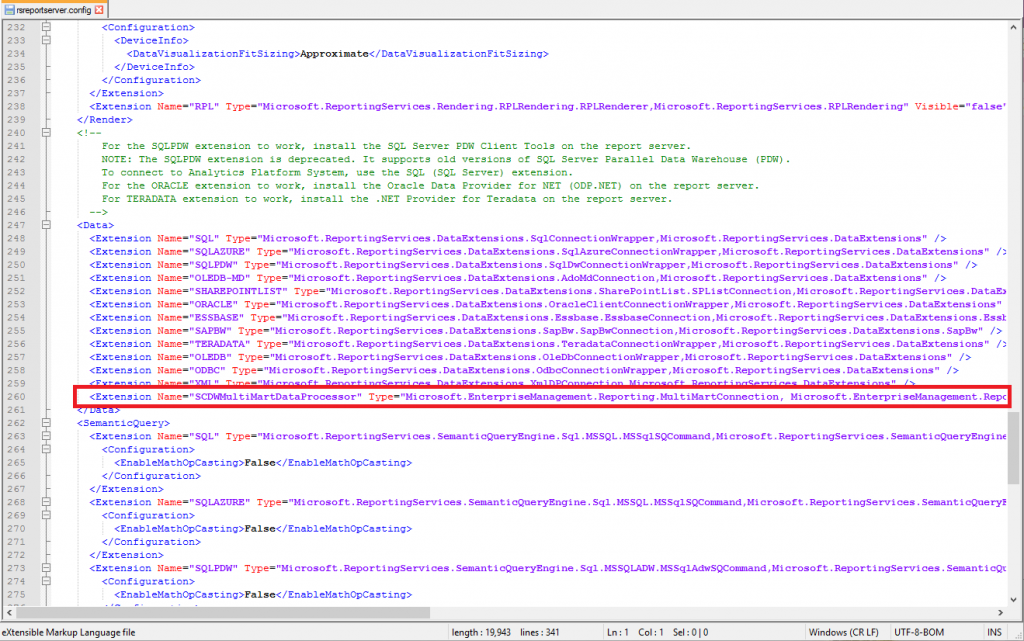 rsreportserver.config
232 <Configuration>
233 <DeviceInfo>
234 <DataVisualizationFitSizing>Approximate</DataVisualizationFitSizing>
235 </DeviceInfo>
236 </Configuration>
237 </Extension>
238 <Extension Name="RPL" Type="Microsoft.ReportingServices.Rendering.RPLRendering.RPLRenderer,Microsoft.ReportingServices.RPLRendering" Visible="false"
239 </Render>
240 <!--
241 For the SQLPDW extension to work, install the SQL Server PDW Client Tools on the report server.
242 NOTE: The SQLPDW extension is deprecated. It supports old versions of SQL Server Parallel Data Warehouse (PDW).
243 To connect to Analytics Platform System, use the SQL (SQL Server) extension.
244 For the ORACLE extension to work, install the Oracle Data Provider for NET (ODP.NET) on the report server.
245 For TERADATA extension to work, install the .NET Provider for Teradata on the report server.
246 -->
247 <Data>
248 <Extension Name="SQL" Type="Microsoft.ReportingServices.DataExtensions.SqlConnectionWrapper,Microsoft.ReportingServices.DataExtensions" />
249 <Extension Name="SQLAZURE" Type="Microsoft.ReportingServices.DataExtensions.SqlAzureConnectionWrapper,Microsoft.ReportingServices.DataExtensions" />
250 <Extension Name="SQLPDW" Type="Microsoft.ReportingServices.DataExtensions.SqlDwConnectionWrapper,Microsoft.ReportingServices.DataExtensions" />
251 <Extension Name="OLEDB-MD" Type="Microsoft.ReportingServices.DataExtensions.AdoMdConnection,Microsoft.ReportingServices.DataExtensions" />
252 <Extension Name="SHAREPOINTLIST" Type="Microsoft.ReportingServices.DataExtensions.SharePointList.SPListConnection,Microsoft.ReportingServices.DataEx
253 <Extension Name="ORACLE" Type="Microsoft.ReportingServices.DataExtensions.OracleClientConnectionWrapper,Microsoft.ReportingServices.DataExtensions"
254 <Extension Name="ESSBASE" Type="Microsoft.ReportingServices.DataExtensions.Essbase.EssbaseConnection,Microsoft.ReportingServices.DataExtensions.Essb
255 <Extension Name="SAPBW" Type="Microsoft.ReportingServices.DataExtensions.SapBw.SapBwConnection,Microsoft.ReportingServices.DataExtensions.SapBw" />
256 <Extension Name="TERADATA" Type="Microsoft.ReportingServices.DataExtensions.TeradataConnectionWrapper,Microsoft.ReportingServices.DataExtensions" />
257 <Extension Name="OLEDB" Type="Microsoft.ReportingServices.DataExtensions.OleDbConnectionWrapper,Microsoft.ReportingServices.DataExtensions" />
258 <Extension Name="ODBC" Type="Microsoft.ReportingServices.DataExtensions.OdbcConnectionWrapper,Microsoft.ReportingServices.DataExtensions" />
259 <Extension Name="XML" Type="Microsoft.ReportingServices.DataExtensions.XmlDPConnection,Microsoft.ReportingServices.DataExtensions" />
260 <Extension Name="SCDWMultiMartDataProcessor" Type="Microsoft.EnterpriseManagement.Reporting.MultiMartConnection, Microsoft.EnterpriseManagement.Repo
261 </Data>
262 <SemanticQuery>
263 <Extension Name="SQL" Type="Microsoft.ReportingServices.SemanticQueryEngine.Sql.MSSQL.MSSqlSQCommand,Microsoft.ReportingServices.SemanticQueryEngine
264 <Configuration>
265 <EnableMathOpCasting>False</EnableMathOpCasting>
266 </Configuration>
267 </Extension>
268 <Extension Name="SQLAZURE" Type="Microsoft.ReportingServices.SemanticQueryEngine.Sql.MSSQL.MSSqlSQCommand,Microsoft.ReportingServices.SemanticQueryE
269 <Configuration>
270 <EnableMathOpCasting>False</EnableMathOpCasting>
271 </Configuration>
272 </Extension>
273 <Extension Name="SQLPDW" Type="Microsoft.ReportingServices.SemanticQueryEngine.Sql.MSSQLADW.MSSqlAdwSQCommand,Microsoft.ReportingServices.SemanticQu
274 <Configuration>
275 <EnableMathOpCasting>False</EnableMathOpCasting>
eXtensible Markup Language file length : 19,943 lines : 341 Ln : 1 Col : 1 Sel : 0 | 0 Windows (CR LF) UTF-8-BOM INS